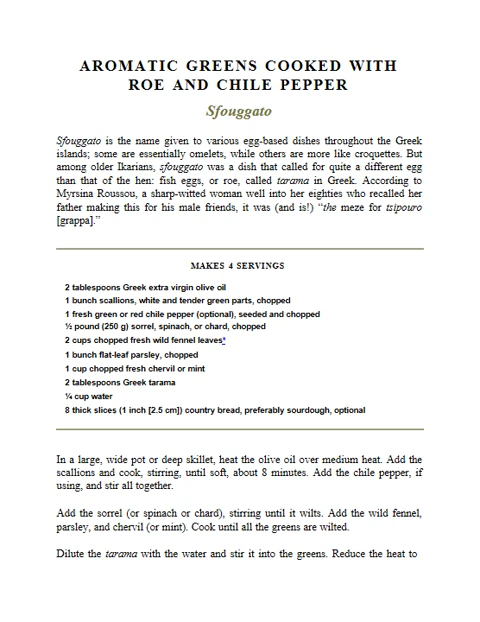 AROMATIC GREENS COOKED WITH
ROE AND CHILE PEPPER
Sfouggato
Sfouggato is the name given to various egg-based dishes throughout the Greek
islands; some are essentially omelets, while others are more like croquettes. But
among older Ikarians, sfouggato was a dish that called for quite a different egg
than that of the hen: fish eggs, or roe, called tarama in Greek. According to
Myrsina Roussou, a sharp-witted woman well into her eighties who recalled her
father making this for his male friends, it was (and is!) “the meze for tsipouro
[grappa].”
MAKES 4 SERVINGS
2 tablespoons Greek extra virgin olive oil
1 bunch scallions, white and tender green parts, chopped
1 fresh green or red chile pepper (optional), seeded and chopped
½ pound (250 g) sorrel, spinach, or chard, chopped
2 cups chopped fresh wild fennel leaves*
1 bunch flat-leaf parsley, chopped
1 cup chopped fresh chervil or mint
2 tablespoons Greek tarama
¼ cup water
8 thick slices (1 inch [2.5 cm]) country bread, preferably sourdough, optional
In a large, wide pot or deep skillet, heat the olive oil over medium heat. Add the
scallions and cook, stirring, until soft, about 8 minutes. Add the chile pepper, if
using, and stir all together.
Add the sorrel (or spinach or chard), stirring until it wilts. Add the wild fennel,
parsley, and chervil (or mint). Cook until all the greens are wilted.
Dilute the tarama with the water and stir it into the greens. Reduce the heat to